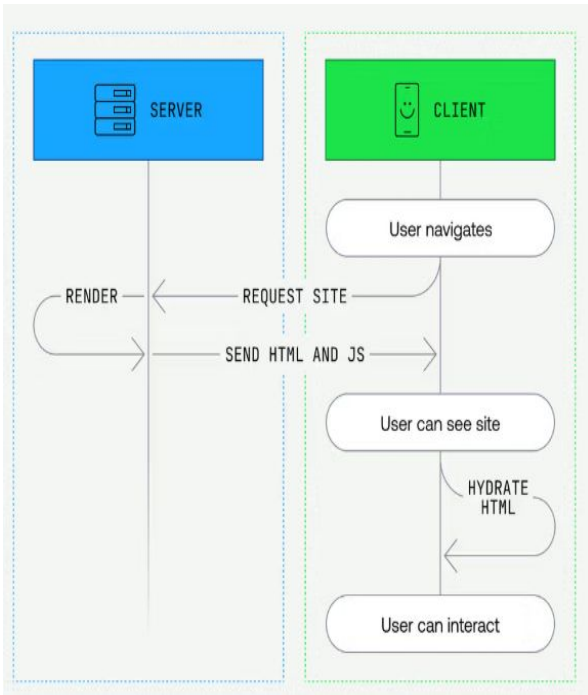 SERVER
CLIENT
User navigates
RENDER
REQUEST SITE
SEND HTML AND JS
User can see site
HYDRATE
HTML
User can interact